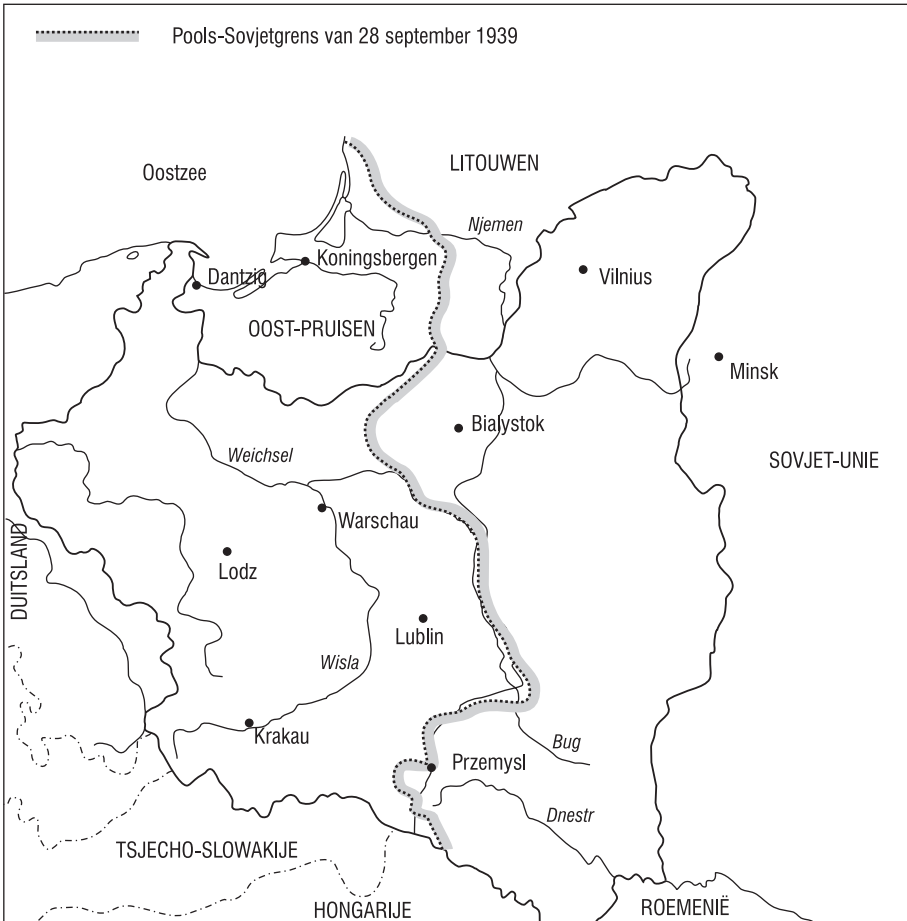 Pools-Sovjetgrens van 28 september 1939
Oostzee
LITOUWEN
Njemen
Koningsbergen
Vilnius
Dantzig
OOST-PRUISEN
Minsk
Bialystok
Weichsel
SOVJET-UNIE
Warschau
DUITSLAND
Lodz
Lublin
Wisla
Krakau
Bug
Przemysl
Dnestr
TSJECHO-SLOWAKIJE
HONGARIJE
ROEMENIË